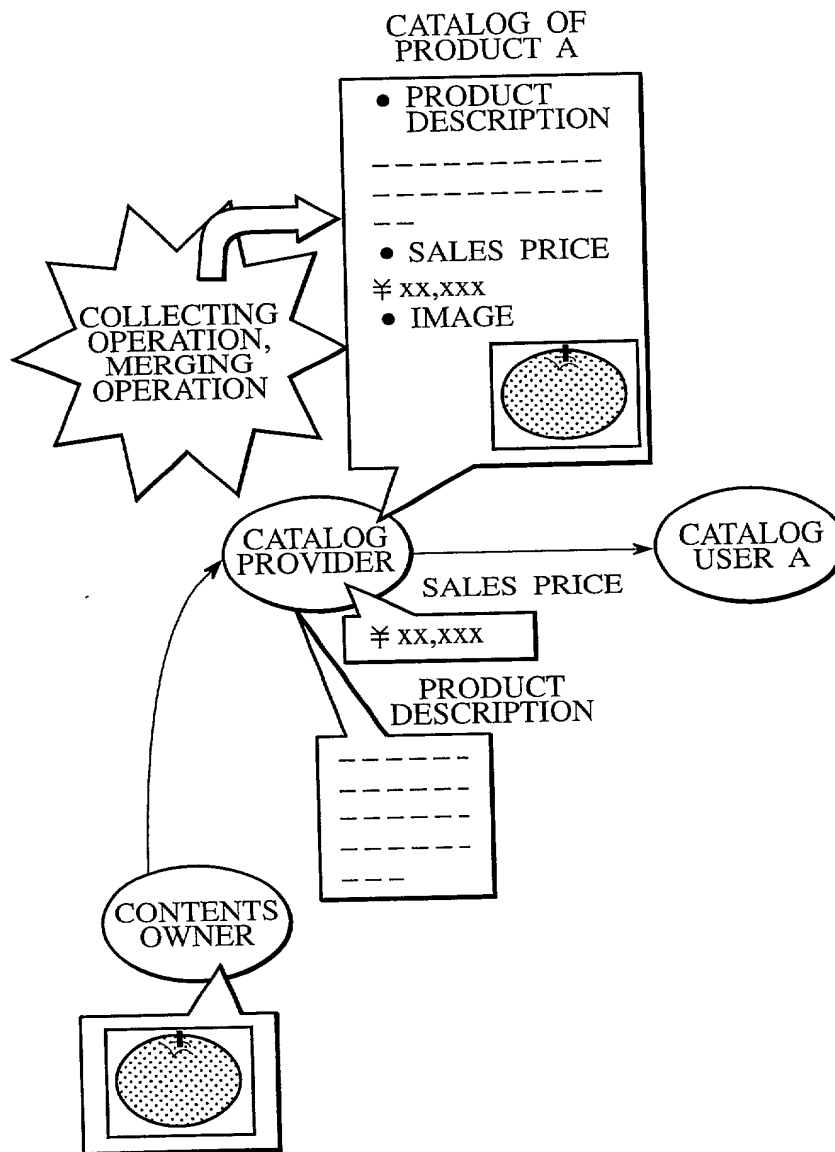 CATALOG OF
PRODUCT A
• PRODUCT
DESCRIPTION
• SALES PRICE
¥ xx,xxx
• IMAGE
COLLECTING
OPERATION,
MERGING
OPERATION
CATALOG
PROVIDER
CATALOG
USER A
SALES PRICE
¥ xx,xxx
PRODUCT
DESCRIPTION
CONTENTS
OWNER